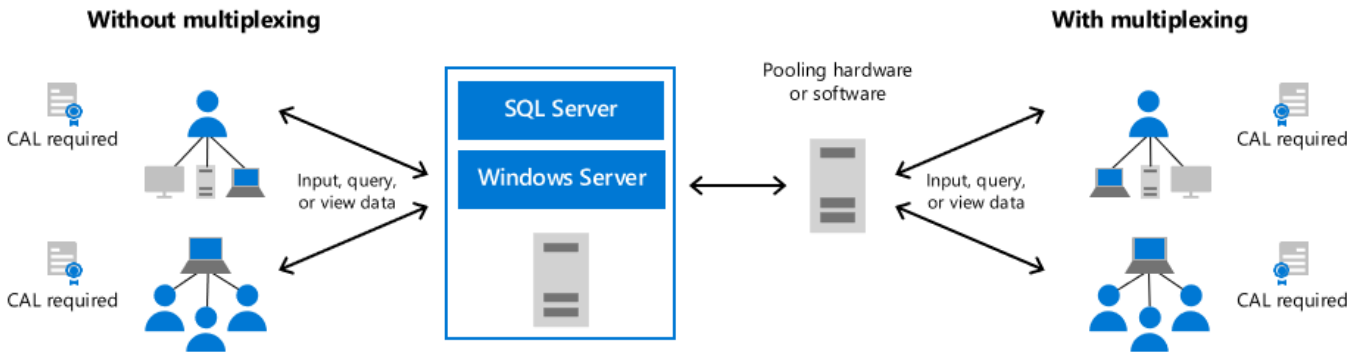 Without multiplexing
With multiplexing
Pooling hardware
or software
CAL required
SQL Server
Windows Server
Input, query,
or view data
Input, query,
or view data
CAL required
CAL required
CAL required